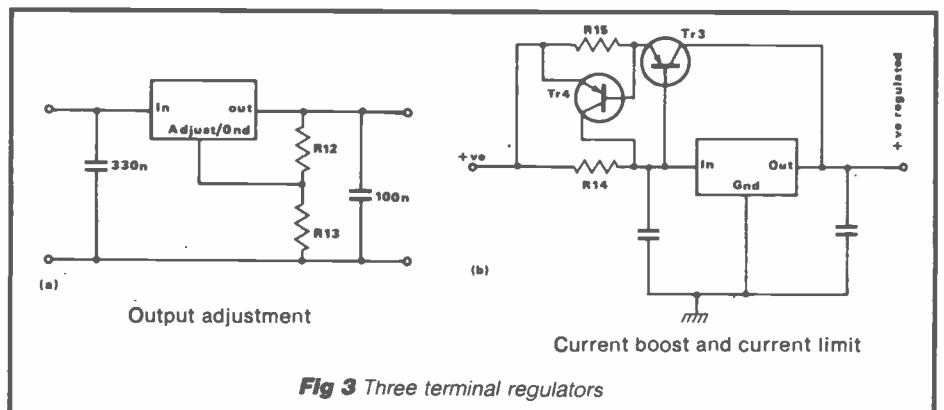 In
out
Adjust/Gnd
R12
330n
100n
R13
(a)
Output adjustment
R15
Tr3
Tr4
+ve regulated
+ve
R14
In
Out
Gnd
(b)
Current boost and current limit
Fig 3 Three terminal regulators